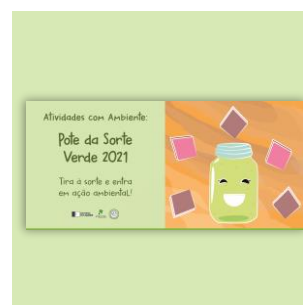 Atividades com Ambiente:
Pote da Sorte
Verde 2021
Tira à sorte e entra
em ação ambiental!